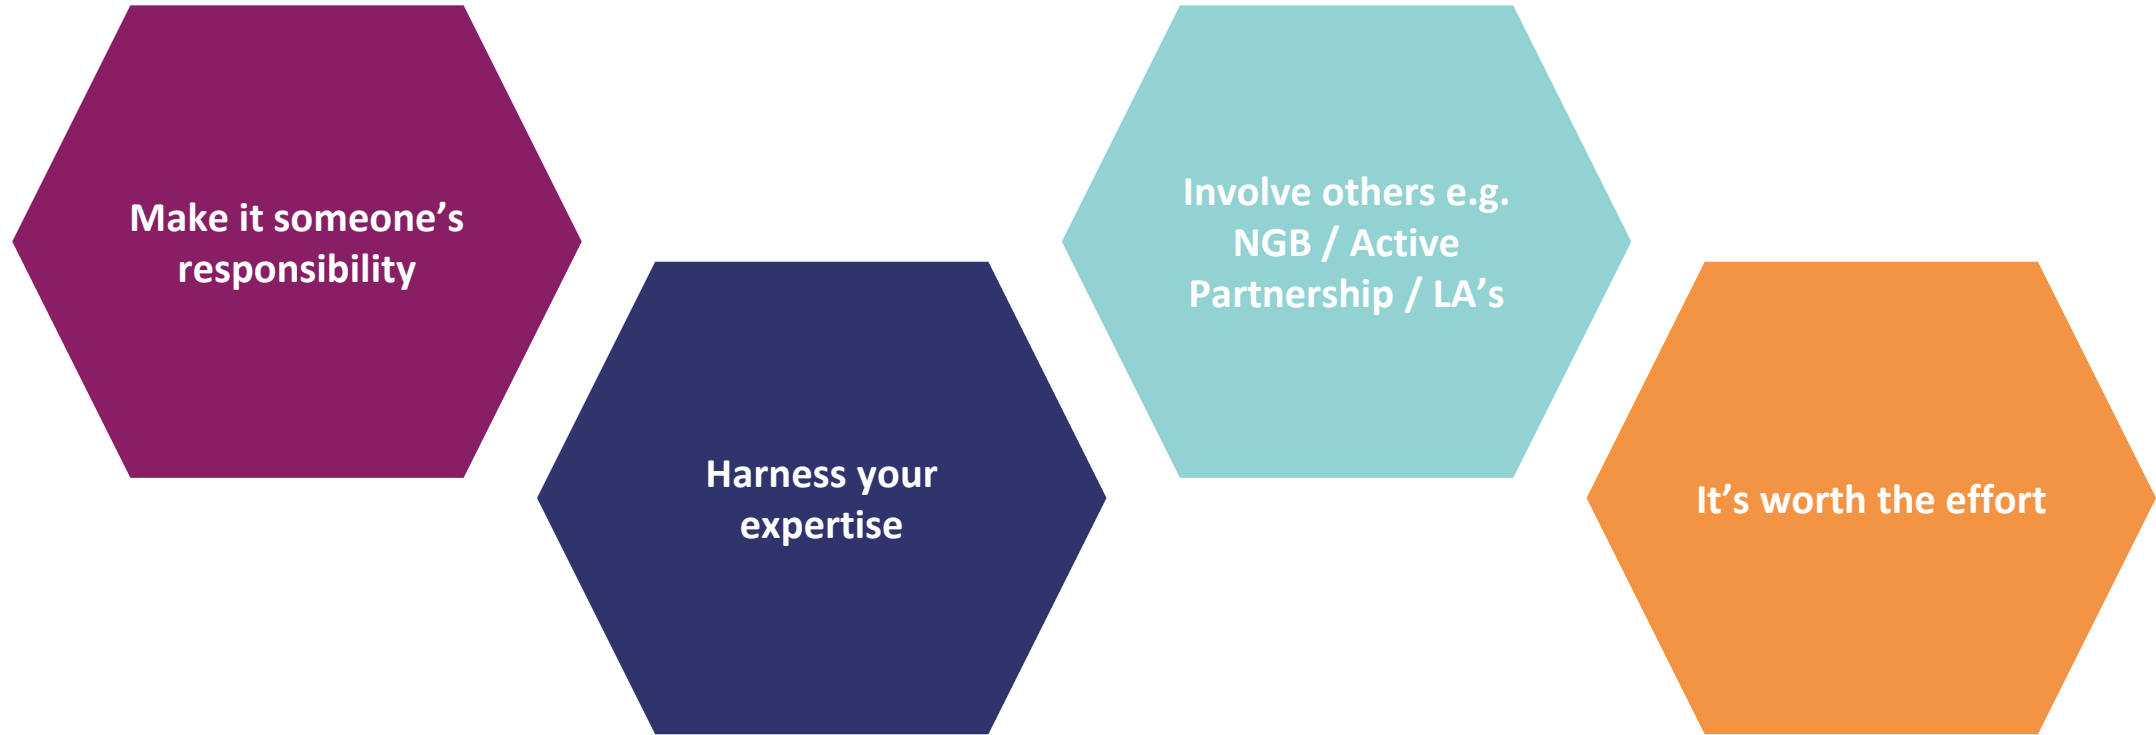 Make it someone’s
responsibility
Harness your
expertise
Involve others e.g.
NGB / Active
Partnership / LA’s
It’s worth the effort